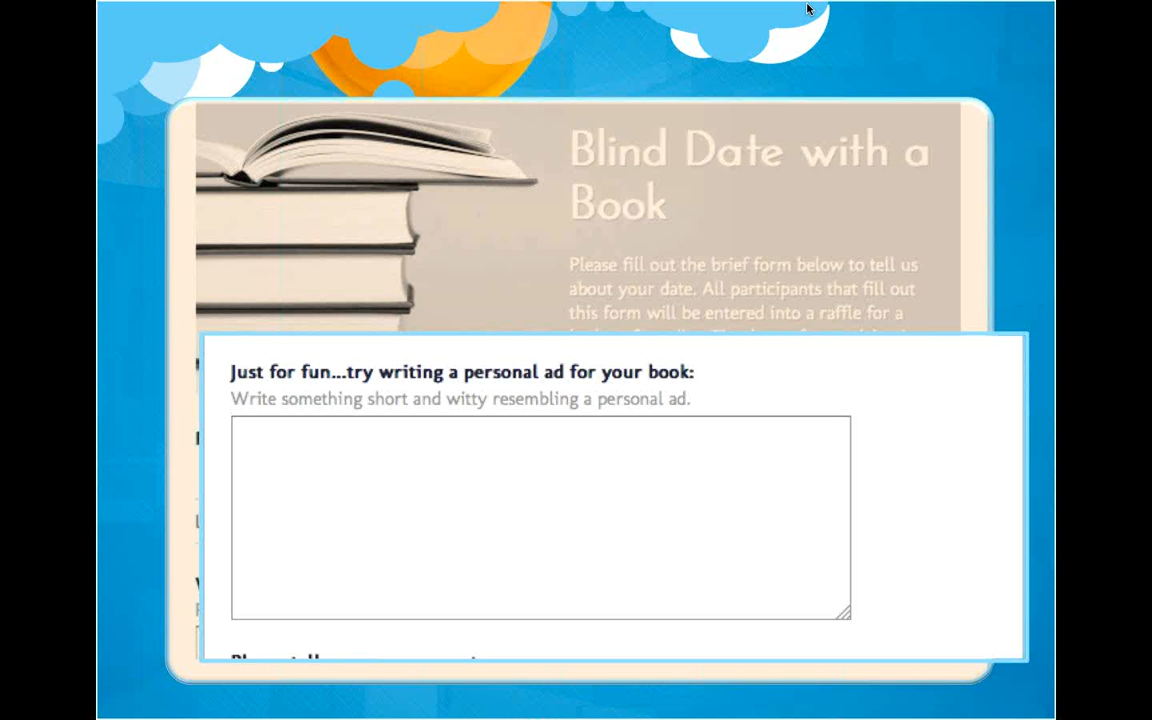 Blind Date with a
Book
Please fill out the brief form below to tell us
about your date. All participants that fill out
this form will be entered into a raffle for a
Just for fun...try writing a personal ad for your book:
Write something short and witty resembling a personal ad.